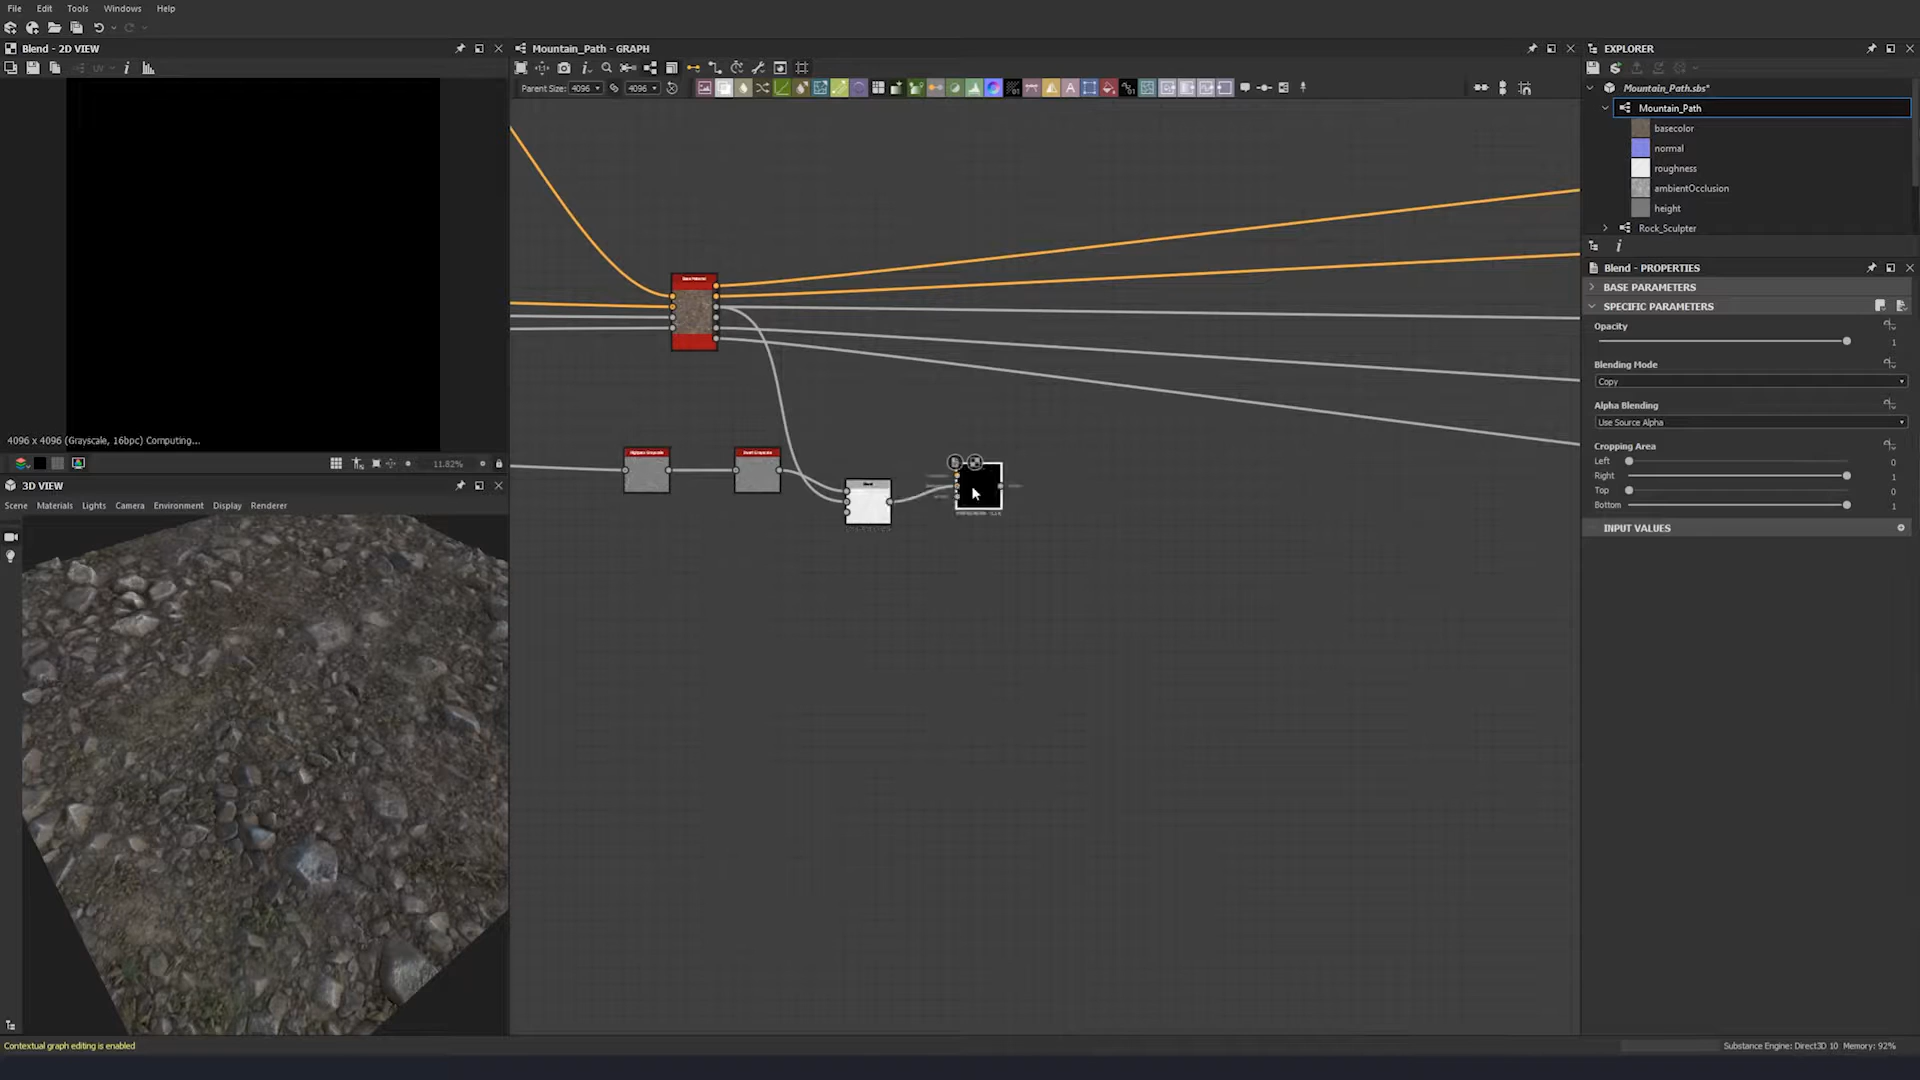 File Edit Tools Windows Help
Blend - 2D VIEW
Mountain_Path - GRAPH
EXPLORER
UV
Parent Size: 4096 4096
Mountain_Path.sbs*
Mountain_Path
basecolor
normal
roughness
ambientOcclusion
height
Rock_Sculpter
Blend - PROPERTIES
BASE PARAMETERS
SPECIFIC PARAMETERS
Opacity
1
Blending Mode
Copy
Alpha Blending
Use Source Alpha
Cropping Area
Left 0
Right 1
Top 0
Bottom 1
INPUT VALUES
4096 x 4096 (Grayscale, 16bpc) Computing...
11.82%
3D VIEW
Scene Materials Lights Camera Environment Display Renderer
Contextual graph editing is enabled
Substance Engine: Direct3D 10 Memory: 92%